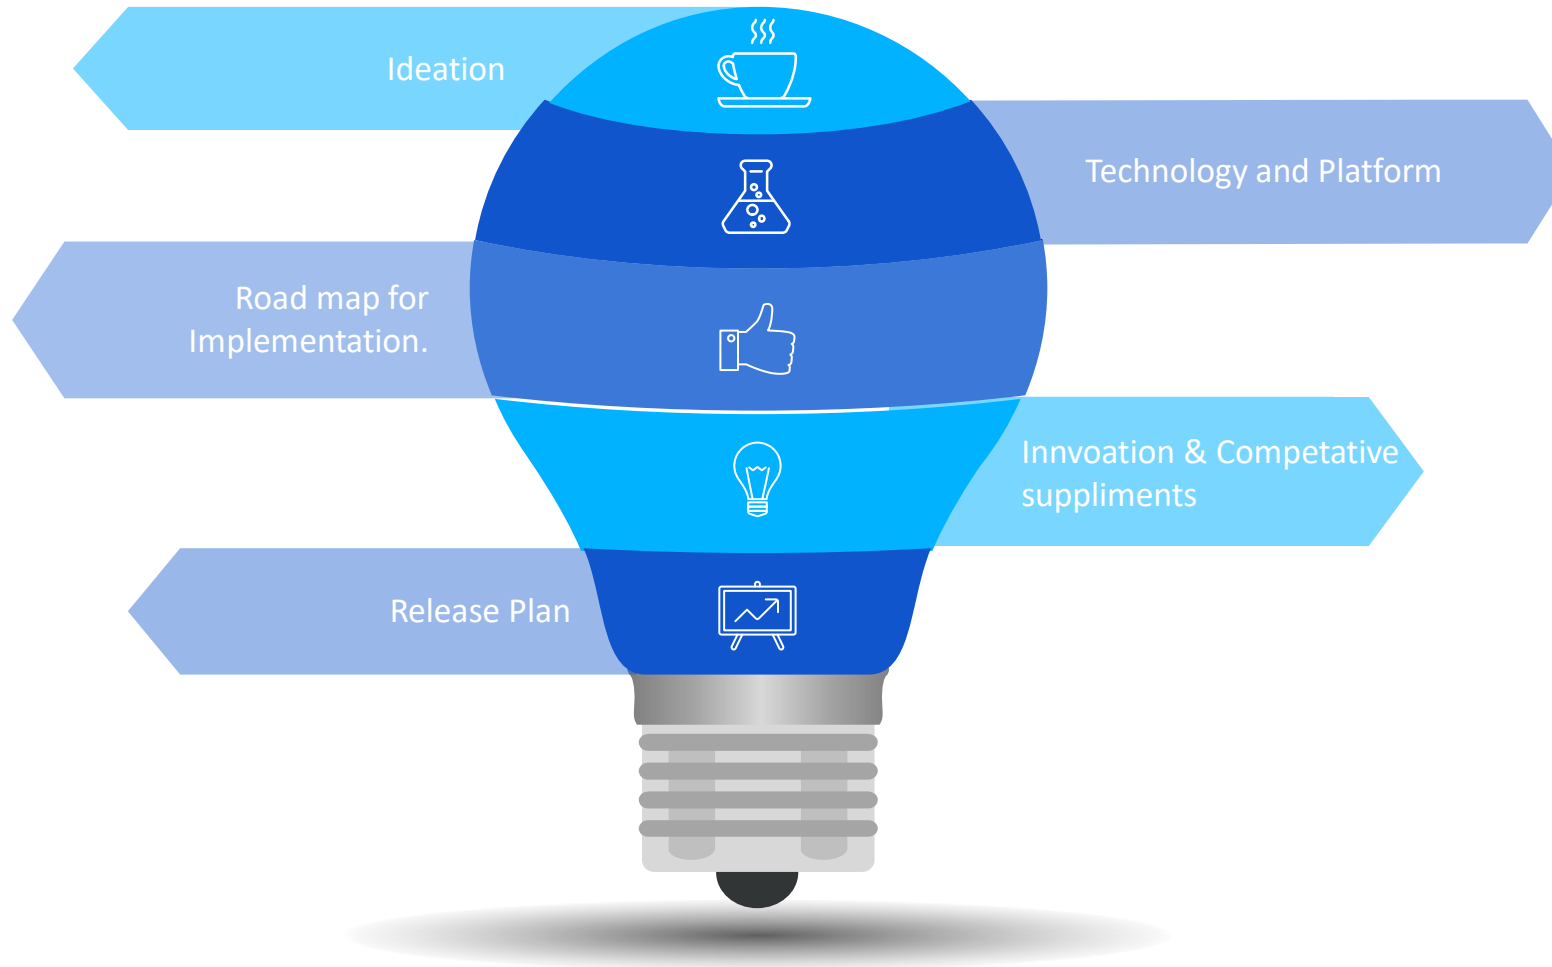 Ideation
Technology and Platform
Road map for
Implementation.
Innvoation & Competative
suppliments
Release Plan